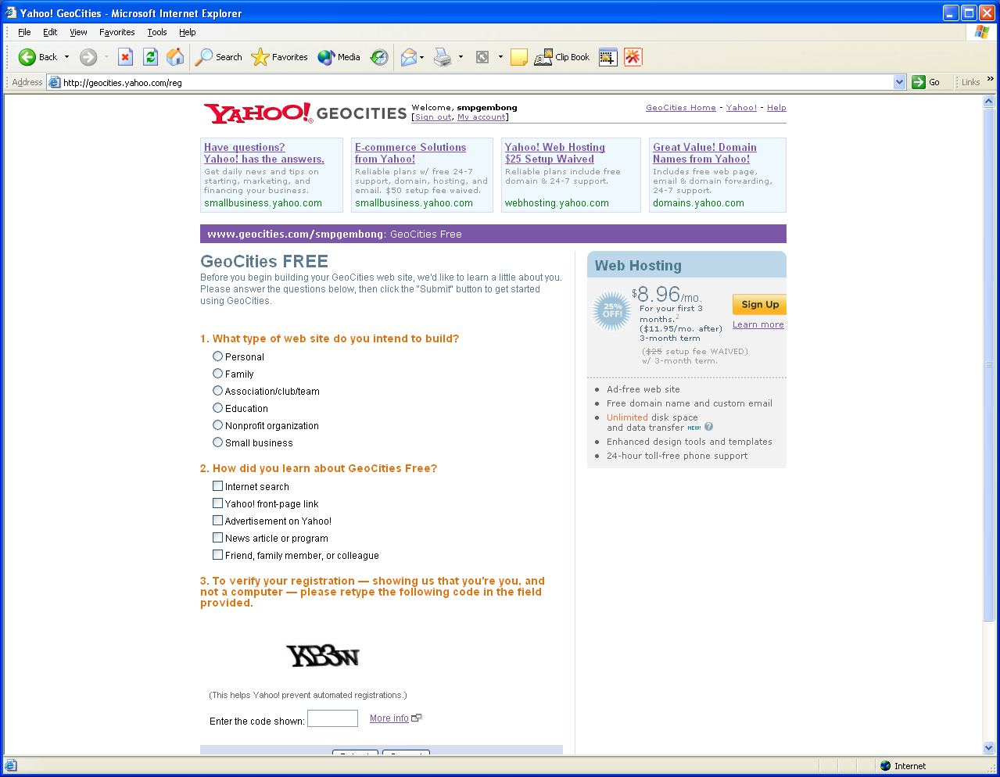 Yahoo! GeoCities - Microsoft Internet Explorer
File Edit View Favorites Tools Help
Back Search Favorites Media Clip Book
Address http://geocities.yahoo.com/reg Go Links »
YAHOO! GEOCITIES
Welcome, smpgembong
[Sign out, My account]
GeoCities Home - Yahoo! - Help
Have questions?
Yahoo! has the answers.
Get daily news and tips on
starting, marketing, and
financing your business.
smallbusiness.yahoo.com
E-commerce Solutions
from Yahoo!
Reliable plans w/ free 24-7
support, domain, hosting, and
email. $50 setup fee waived.
smallbusiness.yahoo.com
Yahoo! Web Hosting
$25 Setup Waived
Reliable plans include free
domain & 24-7 support.
webhosting.yahoo.com
Great Value! Domain
Names from Yahoo!
Includes free web page,
email & domain forwarding,
24-7 support.
domains.yahoo.com
www.geocities.com/smpgembong: GeoCities Free
GeoCities FREE
Before you begin building your GeoCities web site, we'd like to learn a little about you.
Please answer the questions below, then click the "Submit" button to get started
using GeoCities.
1. What type of web site do you intend to build?
Personal
Family
Association/club/team
Education
Nonprofit organization
Small business
2. How did you learn about GeoCities Free?
Internet search
Yahoo! front-page link
Advertisement on Yahoo!
News article or program
Friend, family member, or colleague
3. To verify your registration — showing us that you're you, and
not a computer — please retype the following code in the field
provided.
KB3W
(This helps Yahoo! prevent automated registrations.)
Enter the code shown: More info
Web Hosting
25% OFF!
$8.96/mo.
For your first 3
months.2
($11.95/mo. after)
3-month term
($25 setup fee WAIVED)
w/ 3-month term.
Sign Up
Learn more
Ad-free web site
Free domain name and custom email
Unlimited disk space
and data transfer NEW! ?
Enhanced design tools and templates
24-hour toll-free phone support
Internet